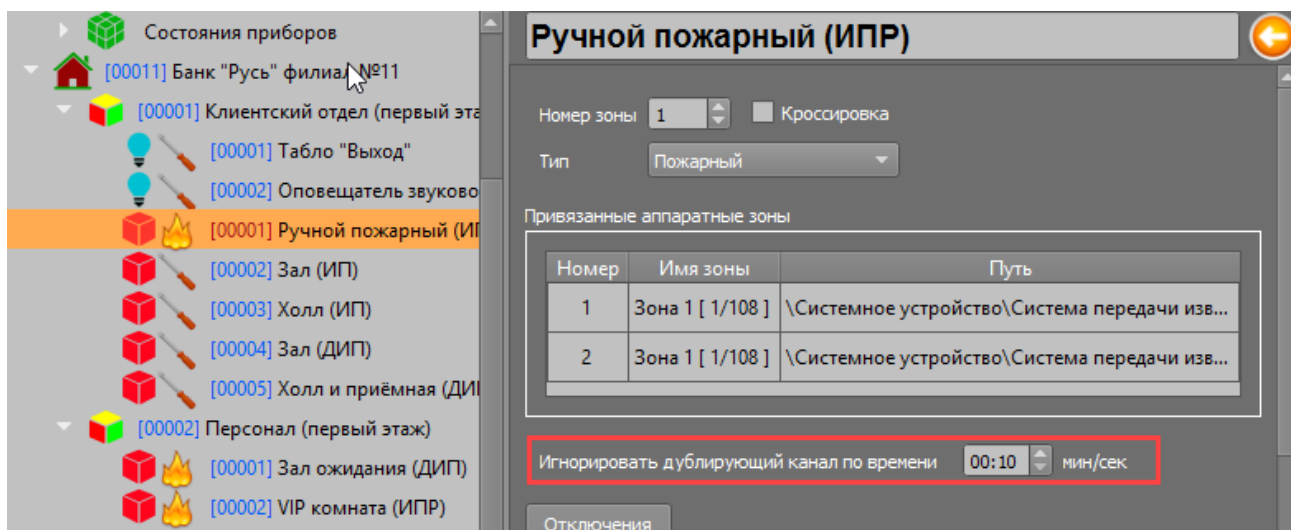 Состояния приборов
[00011] Банк "Русь" филиал №11
[00001] Клиентский отдел (первый эта
[00001] Табло "Выход"
[00002] Оповещатель звуково
[00001] Ручной пожарный (ИП
[00002] Зал (ИП)
[00003] Холл (ИП)
[00004] Зал (ДИП)
[00005] Холл и приёмная (ДИП
[00002] Персонал (первый этаж)
[00001] Зал ожидания (ДИП)
[00002] VIP комната (ИПР)
Ручной пожарный (ИПР)
Номер зоны 1 Кроссировка
Тип Пожарный
Привязанные аппаратные зоны
Номер Имя зоны Путь
1 Зона 1 [ 1/108 ] \Системное устройство\Система передачи изв...
2 Зона 1 [ 1/108 ] \Системное устройство\Система передачи изв...
Игнорировать дублирующий канал по времени 00:10 мин/сек
Отключения